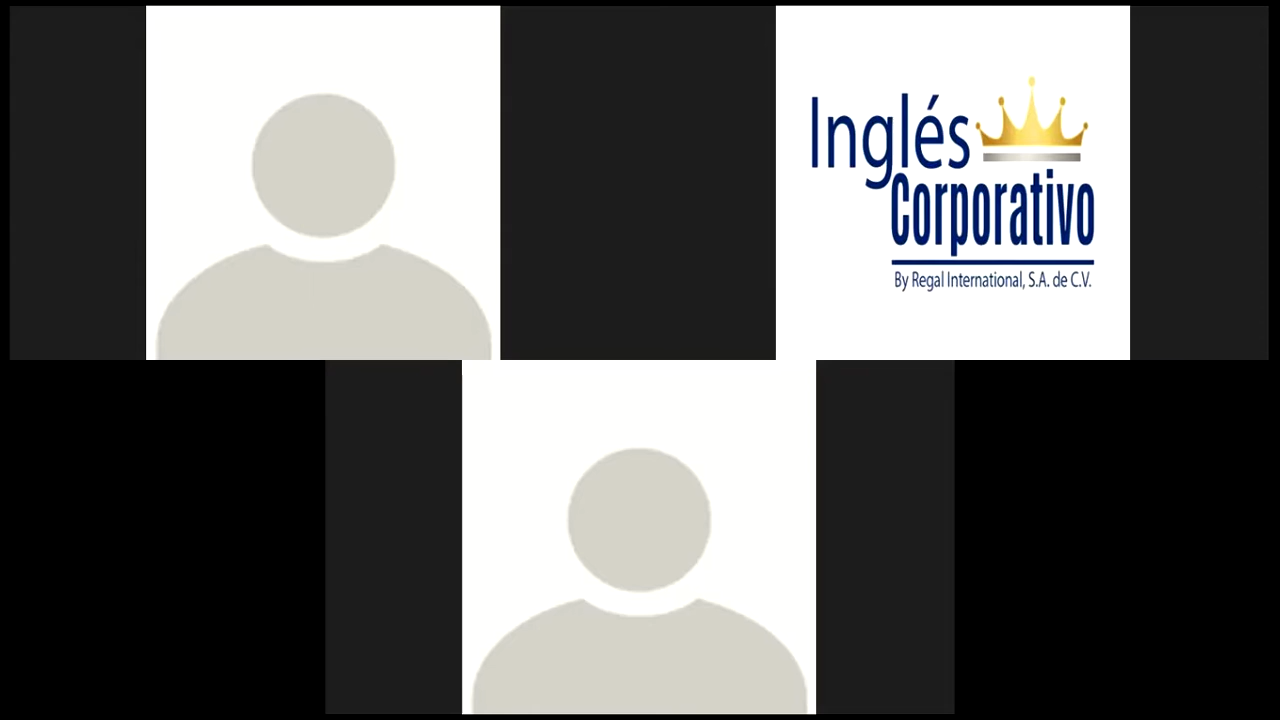 Inglés
Corporativo
By Regal International, S.A. de C.V.